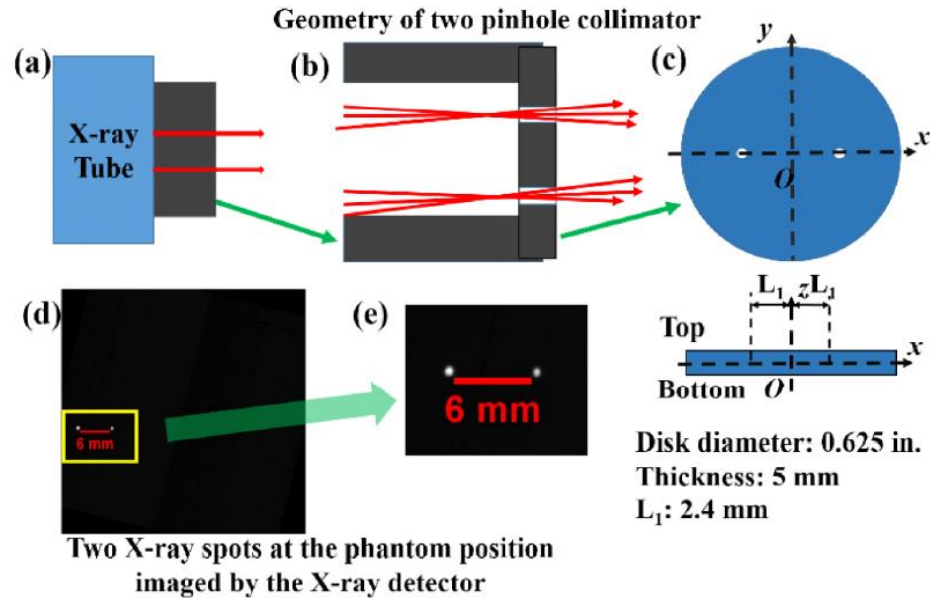 Geometry of two pinhole collimator
(a)
X-ray
Tube
(b)
(c)
y
x
O
L₁
z
L₁
Top
x
Bottom
O
Disk diameter: 0.625 in.
Thickness: 5 mm
L₁: 2.4 mm
(d)
6 mm
(e)
6 mm
Two X-ray spots at the phantom position
imaged by the X-ray detector